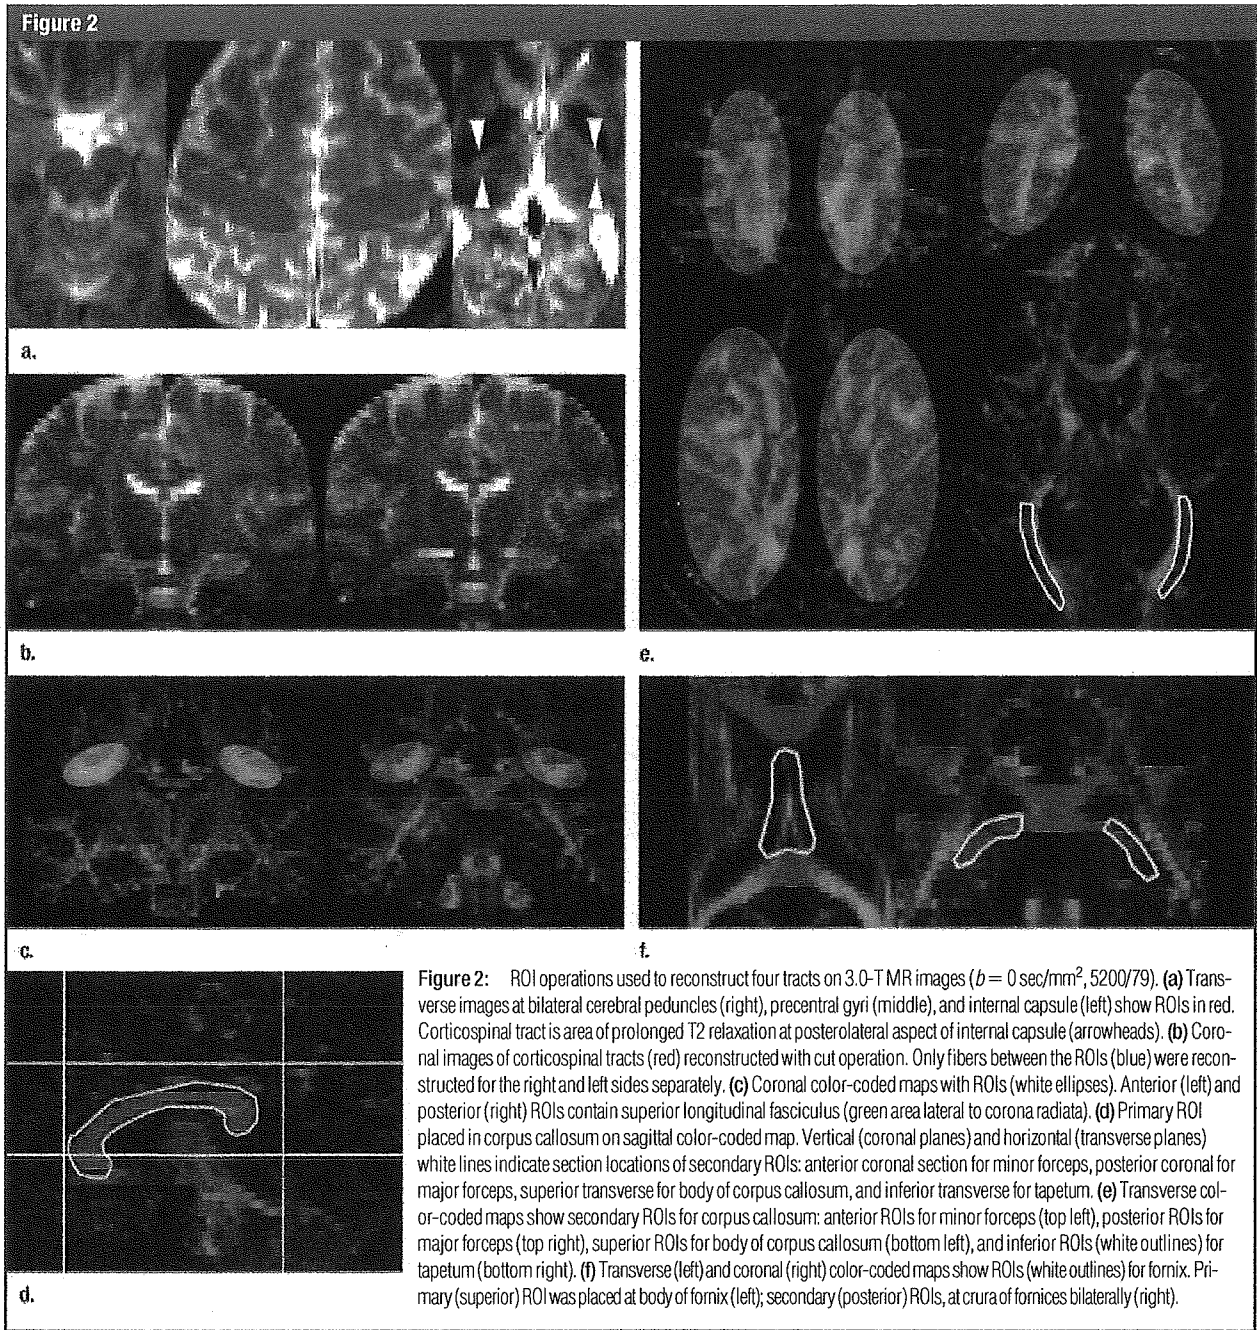 Figure 2
a.
b.
e.
c.
f.
Figure 2: ROI operations used to reconstruct four tracts on 3.0-T MR images (b = 0 sec/mm², 5200/79). (a) Trans-
verse images at bilateral cerebral peduncles (right), precentral gyri (middle), and internal capsule (left) show ROIs in red.
Corticospinal tract is area of prolonged T2 relaxation at posterolateral aspect of internal capsule (arrowheads). (b) Coro-
nal images of corticospinal tracts (red) reconstructed with cut operation. Only fibers between the ROIs (blue) were recon-
structed for the right and left sides separately. (c) Coronal color-coded maps with ROIs (white ellipses). Anterior (left) and
posterior (right) ROIs contain superior longitudinal fasciculus (green area lateral to corona radiata). (d) Primary ROI
placed in corpus callosum on sagittal color-coded map. Vertical (coronal planes) and horizontal (transverse planes)
white lines indicate section locations of secondary ROIs: anterior coronal section for minor forceps, posterior coronal for
major forceps, superior transverse for body of corpus callosum, and inferior transverse for tapetum. (e) Transverse col-
or-coded maps show secondary ROIs for corpus callosum: anterior ROIs for minor forceps (top left), posterior ROIs for
major forceps (top right), superior ROIs for body of corpus callosum (bottom left), and inferior ROIs (white outlines) for
tapetum (bottom right). (f) Transverse (left) and coronal (right) color-coded maps show ROIs (white outlines) for fornix. Pri-
mary (superior) ROI was placed at body of fornix (left); secondary (posterior) ROIs, at crura of fornices bilaterally (right).
d.